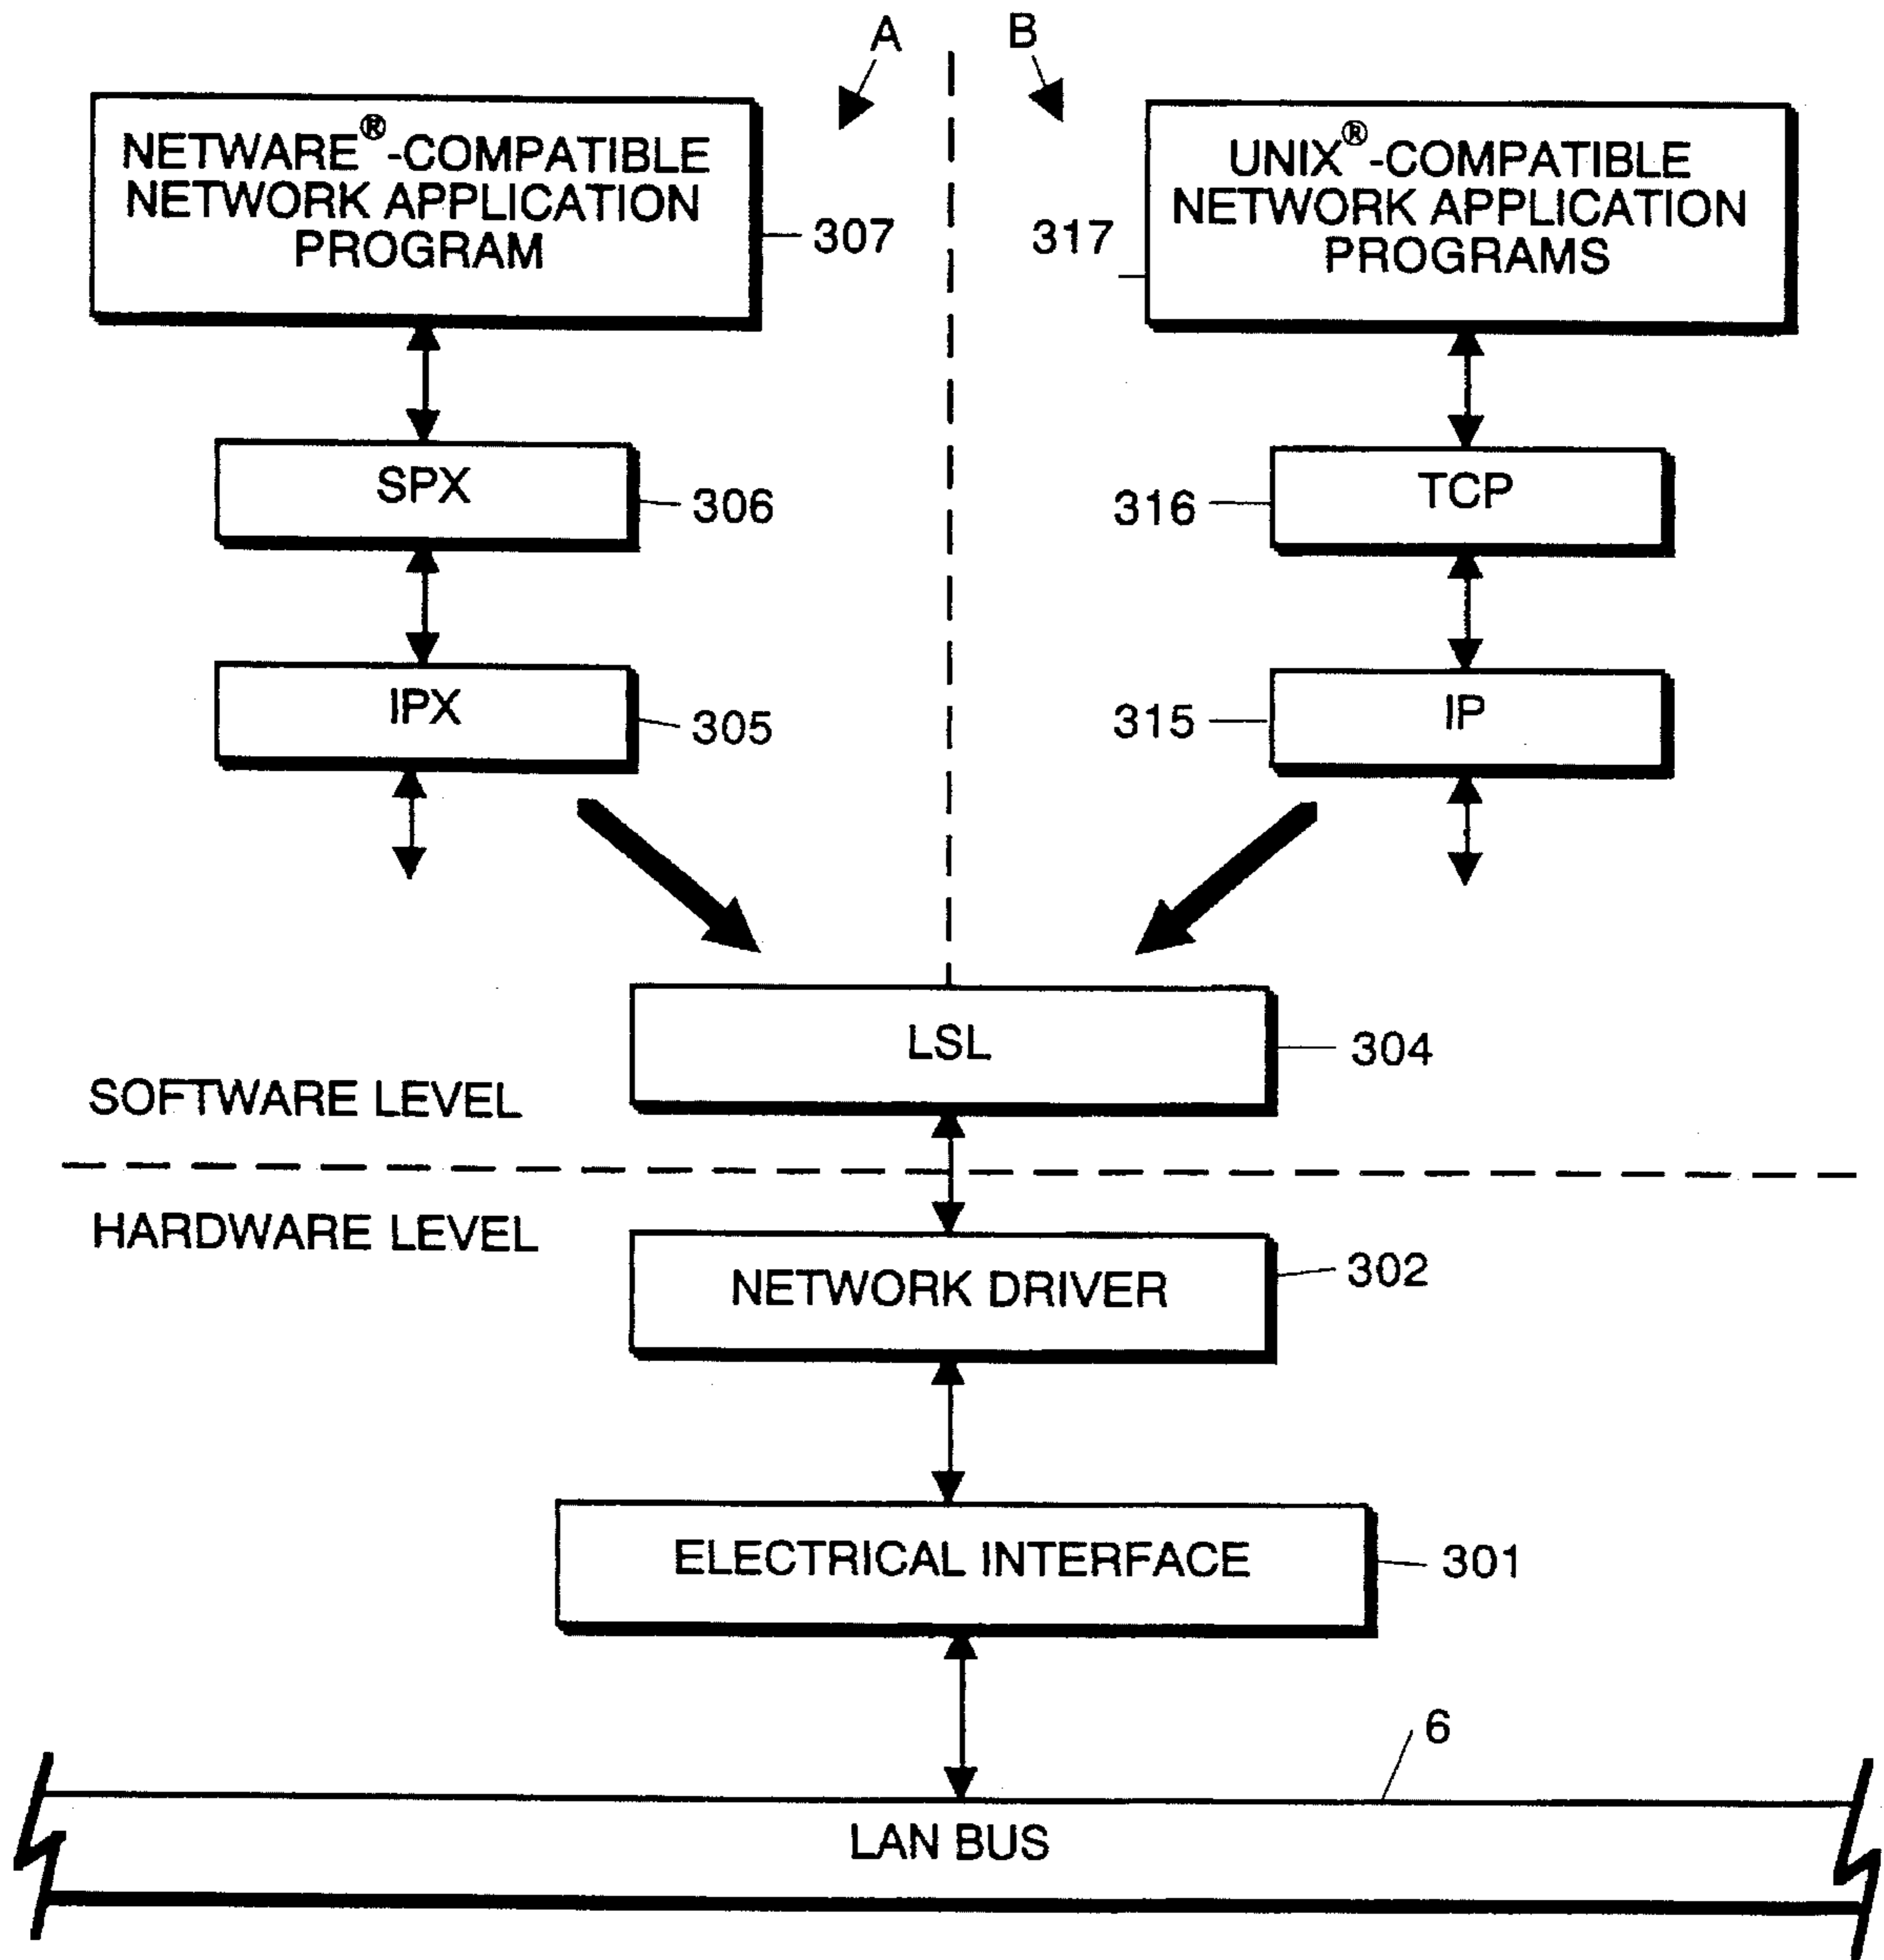 A
B
NETWARE®-COMPATIBLE
NETWORK APPLICATION
PROGRAM
307
317
UNIX®-COMPATIBLE
NETWORK APPLICATION
PROGRAMS
SPX
306
316
TCP
IPX
305
315
IP
LSL
304
SOFTWARE LEVEL
HARDWARE LEVEL
NETWORK DRIVER
302
ELECTRICAL INTERFACE
301
6
LAN BUS